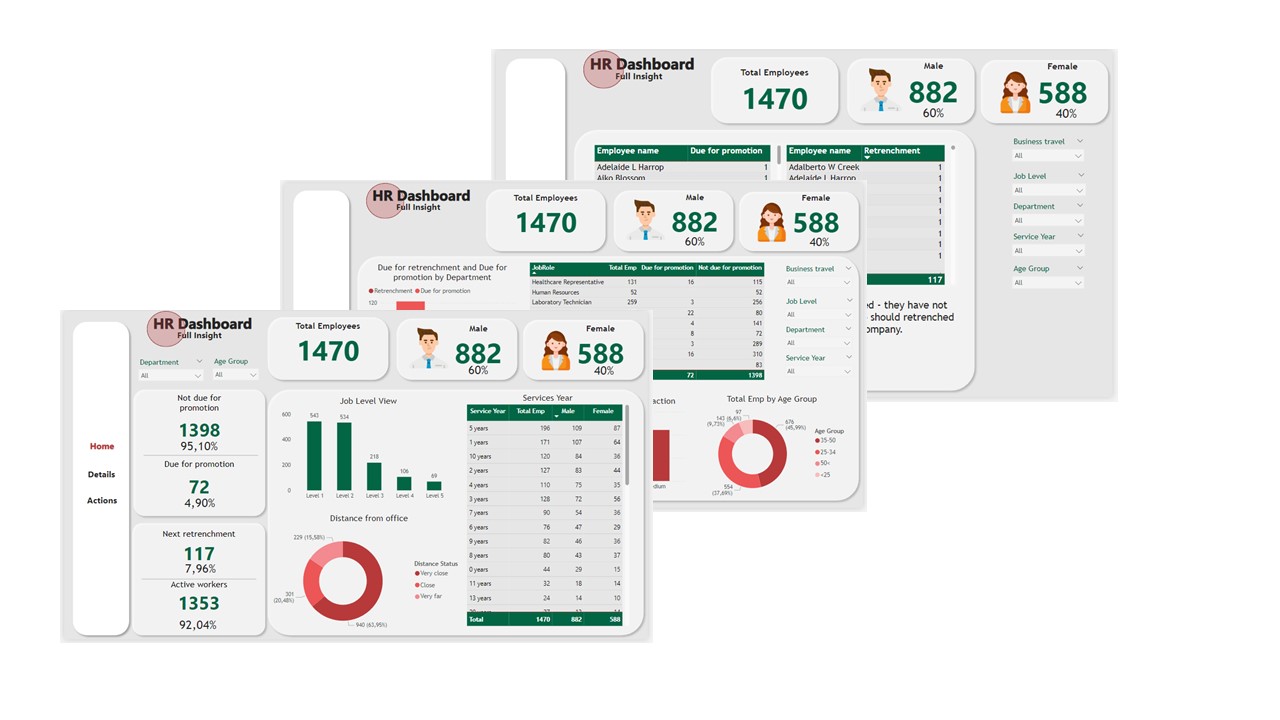 HR Dashboard
Full Insight
Total Employees
1470
Male
882
60%
Female
588
40%
Business travel
All
Job Level
All
Department
All
Service Year
All
Age Group
All
Employee name Due for promotion
Adelaide L Harrop 1
Aiko Blossom 1
Employee name Retrenchment
Adalberto W Creek 1
Adelaide L Harrop 1
1
1
1
1
1
1
117
ed - they have not
should retrenched
ompany.
HR Dashboard
Full Insight
Total Employees
1470
Male
882
60%
Female
588
40%
Due for retrenchment and Due for
promotion by Department
Retrenchment Due for promotion
120
JobRole Total Emp Due for promotion Not due for promotion
Healthcare Representative 131 16 115
Human Resources 52 52
Laboratory Technician 259 3 256
22 80
4 141
8 72
3 289
16 310
83
72 1398
Business travel
All
Job Level
All
Department
All
Service Year
All
action
dium
Total Emp by Age Group
97
143 (6,6%)
(9,73%)
676
(45,99%)
554
(37,69%)
Age Group
35-50
25-34
50+
<25
HR Dashboard
Full Insight
Total Employees
1470
Male
882
60%
Female
588
40%
Department
All
Age Group
All
Home
Details
Actions
Not due for
promotion
1398
95,10%
Due for promotion
72
4,90%
Next retrenchment
117
7,96%
Active workers
1353
92,04%
Job Level View
600
400
200
0
543
534
218
106
69
Level 1 Level 2 Level 3 Level 4 Level 5
Distance from office
229 (15,58%)
301
(20,48%)
940 (63,95%)
Distance Status
Very close
Close
Very far
Services Year
Service Year Total Emp Male Female
5 years 196 109 87
1 years 171 107 64
10 years 120 84 36
2 years 127 83 44
4 years 110 75 35
3 years 128 72 56
7 years 90 54 36
6 years 76 47 29
9 years 82 46 36
8 years 80 43 37
0 years 44 29 15
11 years 32 18 14
13 years 24 14 10
Total 1470 882 588